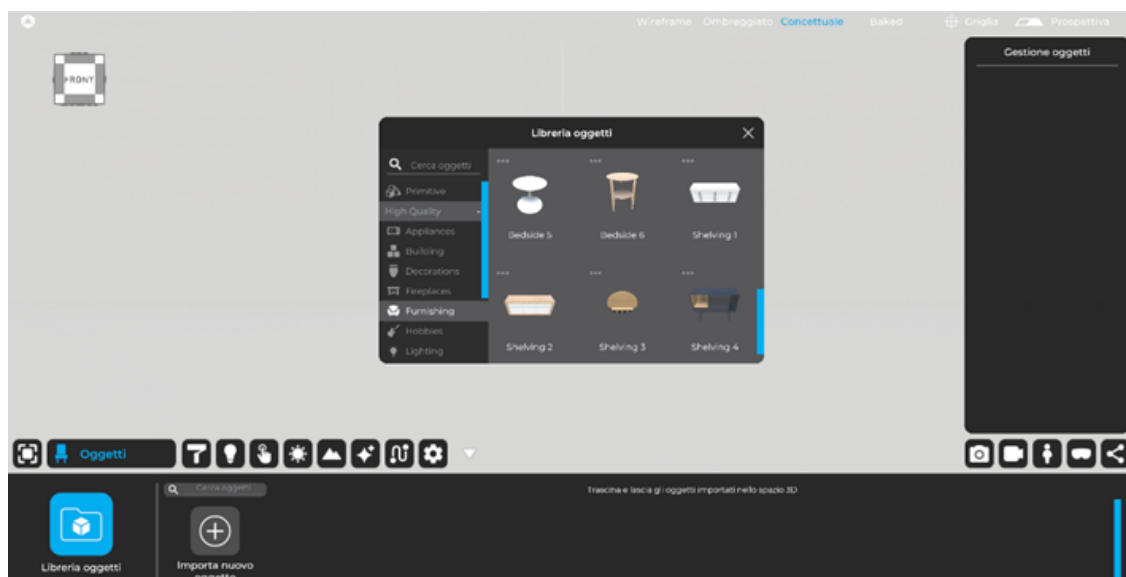 Wireframe Ombreggiato Concettuale Baked Griglia Prospettiva
FRONT
Gestione oggetti
Libreria oggetti
Cerca oggetti
Primitive
High Quality
Appliances
Building
Decorations
Fireplaces
Furnishing
Hobbies
Lighting
Bedside 5 Bedside 6 Shelving 1
Shelving 2 Shelving 3 Shelving 4
Oggetti
Cerca oggetti
Trascina e lascia gli oggetti importati nello spazio 3D
Libreria oggetti
Importa nuovo
oggetto